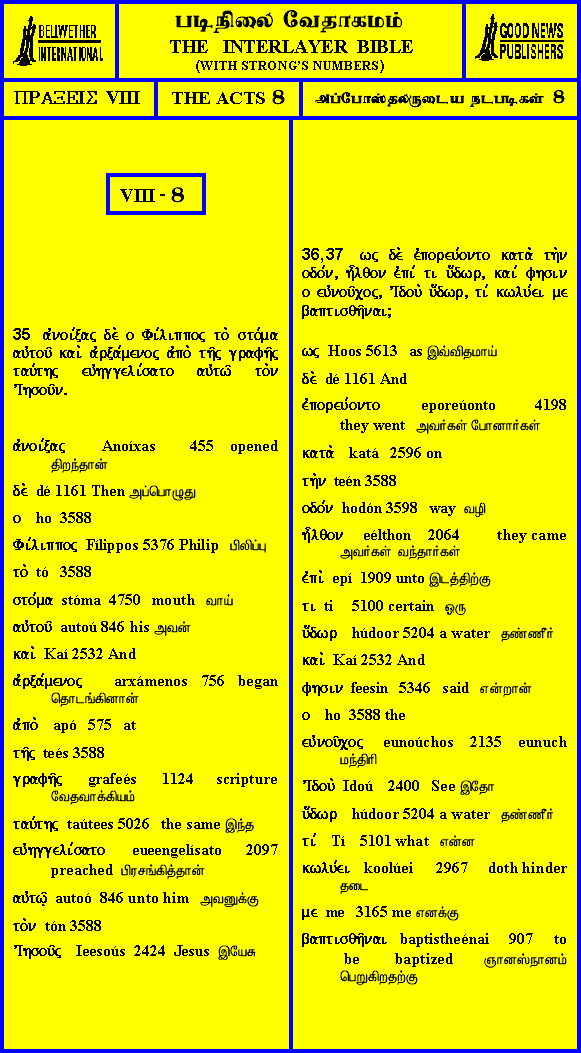 BELLWETHER
INTERNATIONAL
படிநிலை வேதாகமம்
THE INTERLAYER BIBLE
(WITH STRONG'S NUMBERS)
GOOD NEWS
PUBLISHERS
ΠΡΑΞΕΙΣ VIII
THE ACTS 8
அப்போஸ்தலருடைய நடபடிகள் 8
VIII - 8
35 ἀνοίξας δὲ ο Φίλιππος τὸ στόμα
αὐτοῦ καὶ ἀρξάμενος ἀπὸ τῆς γραφῆς
ταύτης εὐηγγελίσατο αὐτῶ τὸν
Ἰησοῦν.
ἀνοίξας Anoíxas 455 opened
திறந்தான்
δὲ dé 1161 Then அப்பொழுது
ο ho 3588
Φίλιππος Fílippos 5376 Philip பிலிப்பு
τὸ tó 3588
στόμα stóma 4750 mouth வாய்
αὐτοῦ autoú 846 his அவன்
καὶ Kaí 2532 And
ἀρξάμενος arxámenos 756 began
தொடங்கினான்
ἀπὸ apó 575 at
τῆς teés 3588
γραφῆς grafeés 1124 scripture
வேதவாக்கியம்
ταύτης taútees 5026 the same இந்த
εὐηγγελίσατο eueengelísato 2097
preached பிரசங்கித்தான்
αὐτῷ autoó 846 unto him அவனுக்கு
τὸν tón 3588
Ἰησοῦς Ieesoús 2424 Jesus இயேசு
36,37 ως δὲ ἐπορεύοντο κατὰ τὴν
οδόν, ἦλθον ἐπί τι ὕδωρ, καί φησιν
ο εὐνοῦχος, Ἰδοὺ ὕδωρ, τί κωλύει με
βαπτισθῆναι;
ως Hoos 5613 as இவ்விதமாய்
δὲ dé 1161 And
ἐπορεύοντο eporeúonto 4198
they went அவர்கள் போனார்கள்
κατὰ katá 2596 on
τὴν teén 3588
οδόν hodón 3598 way வழி
ἦλθον eélthon 2064 they came
அவர்கள் வந்தார்கள்
ἐπὶ epí 1909 unto இடத்திற்கு
τι ti 5100 certain ஒரு
ὕδωρ húdoor 5204 a water தண்ணீர்
καὶ Kaí 2532 And
φησιν feesin 5346 said என்றான்
ο ho 3588 the
εὐνοῦχος eunoúchos 2135 eunuch
மந்திரி
Ἰδοὺ Idoú 2400 See இதோ
ὕδωρ húdoor 5204 a water தண்ணீர்
τί Tí 5101 what என்ன
κωλύει koolúei 2967 doth hinder
தடை
με me 3165 me எனக்கு
βαπτισθῆναι baptistheénai 907 to
be baptized ஞானஸ்நானம்
பெறுகிறதற்கு